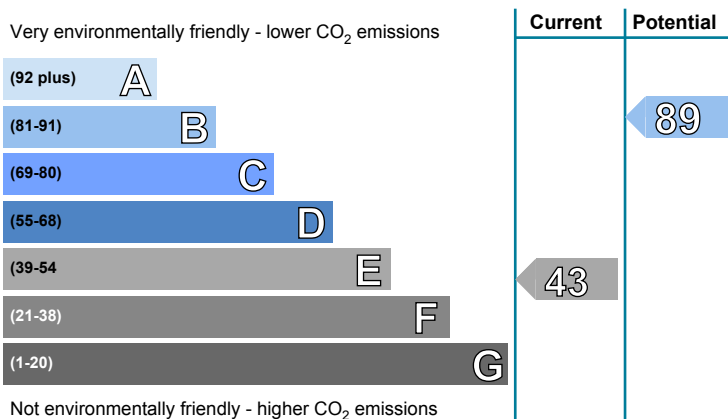 Current Potential
Very environmentally friendly - lower CO2 emissions
(92 plus) A
(81-91) B
89
(69-80) C
(55-68) D
(39-54 E
43
(21-38) F
(1-20) G
Not environmentally friendly - higher CO2 emissions